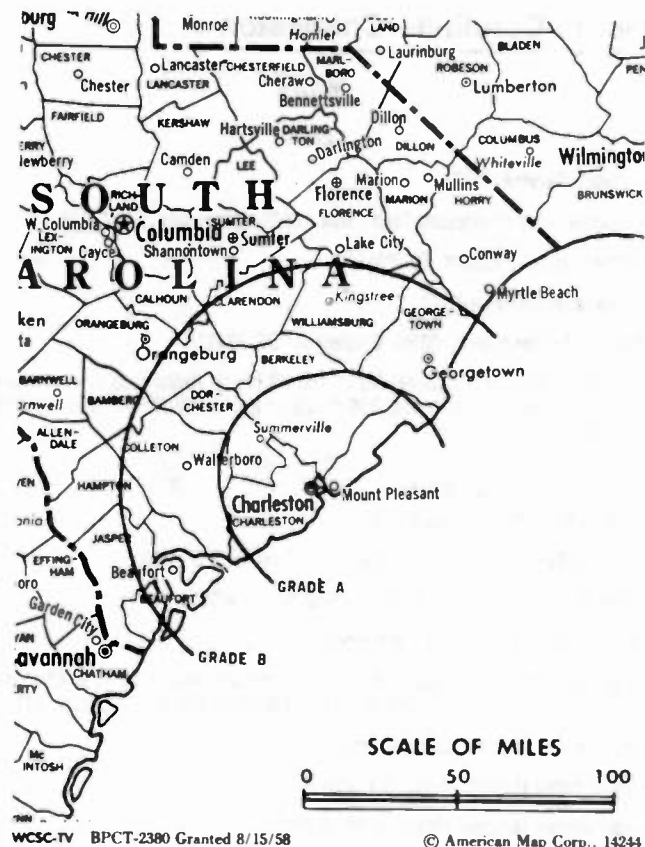 Monroe
Hamlet
LAND
Laurinburg
BLADEN
CHESTER
Chester
Lancaster
LANCASTER
CHESTERFIELD
Cheraw
MARL-
BORO
Bennettsville
ROBESON
Lumberton
FAIRFIELD
KERSHAW
Hartsville
DARLING-
TON
Dillon
DILLON
COLUMBUS
Whiteville
Wilmington
Newberry
Camden
LEE
Darlington
Florence
FLORENCE
Marion
MARION
Mullins
HORRY
BRUNSWICK
SOUTH
RICH-
LAND
W. Columbia
LEX-
INGTON
Cayce
Columbia
SUMTER
Sumter
Shannontown
Lake City
Conway
AROLINA
CALHOUN
CLARENDON
Kingstree
Myrtle Beach
ORANGEBURG
WILLIAMSBURG
GEORGE-
TOWN
Orangeburg
BERKELEY
Georgetown
BARNWELL
BAMBERG
DOR-
CHESTER
ALLEN-
DALE
COLLETON
Summerville
Walterboro
HAMPTON
Charleston
CHARLESTON
Mount Pleasant
JASPER
EFFING-
HAM
Beaufort
BEAUFORT
GRADE A
Garden City
avannah
GRADE B
CHATHAM
Mc
INTOSH
SCALE OF MILES
0 50 100
WCSC-TV BPCT-2380 Granted 8/15/58 © American Map Corp., 14244